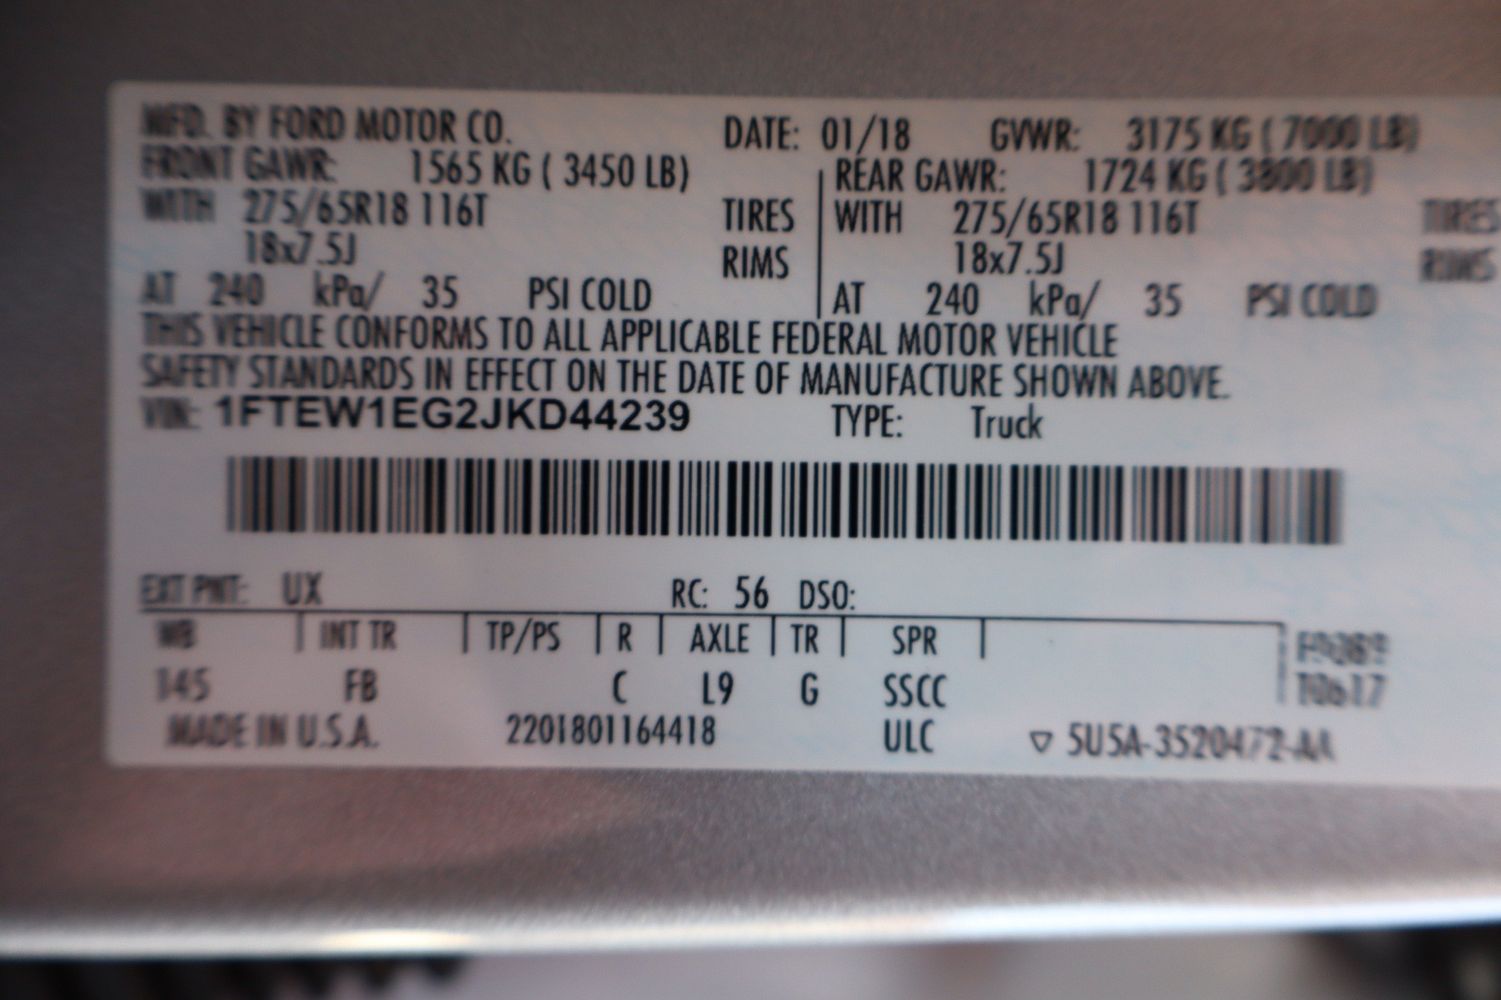 MFD. BY FORD MOTOR CO. DATE: 01/18 GVWR: 3175 KG ( 7000 LB)
FRONT GAWR: 1565 KG ( 3450 LB) REAR GAWR: 1724 KG ( 3800 LB)
WITH 275/65R18 116T TIRES WITH 275/65R18 116T TIRES
18x7.5J RIMS 18x7.5J RIMS
AT 240 kPa/ 35 PSI COLD AT 240 kPa/ 35 PSI COLD
THIS VEHICLE CONFORMS TO ALL APPLICABLE FEDERAL MOTOR VEHICLE
SAFETY STANDARDS IN EFFECT ON THE DATE OF MANUFACTURE SHOWN ABOVE.
VIN: 1FTEW1EG2JKD44239 TYPE: Truck
EXT PNT: UX RC: 56 DSO:
WB INT TR TP/PS R AXLE TR SPR
145 FB C L9 G SSCC
MADE IN U.S.A. 2201801164418 ULC ▽ 5U5A-3520472-AA